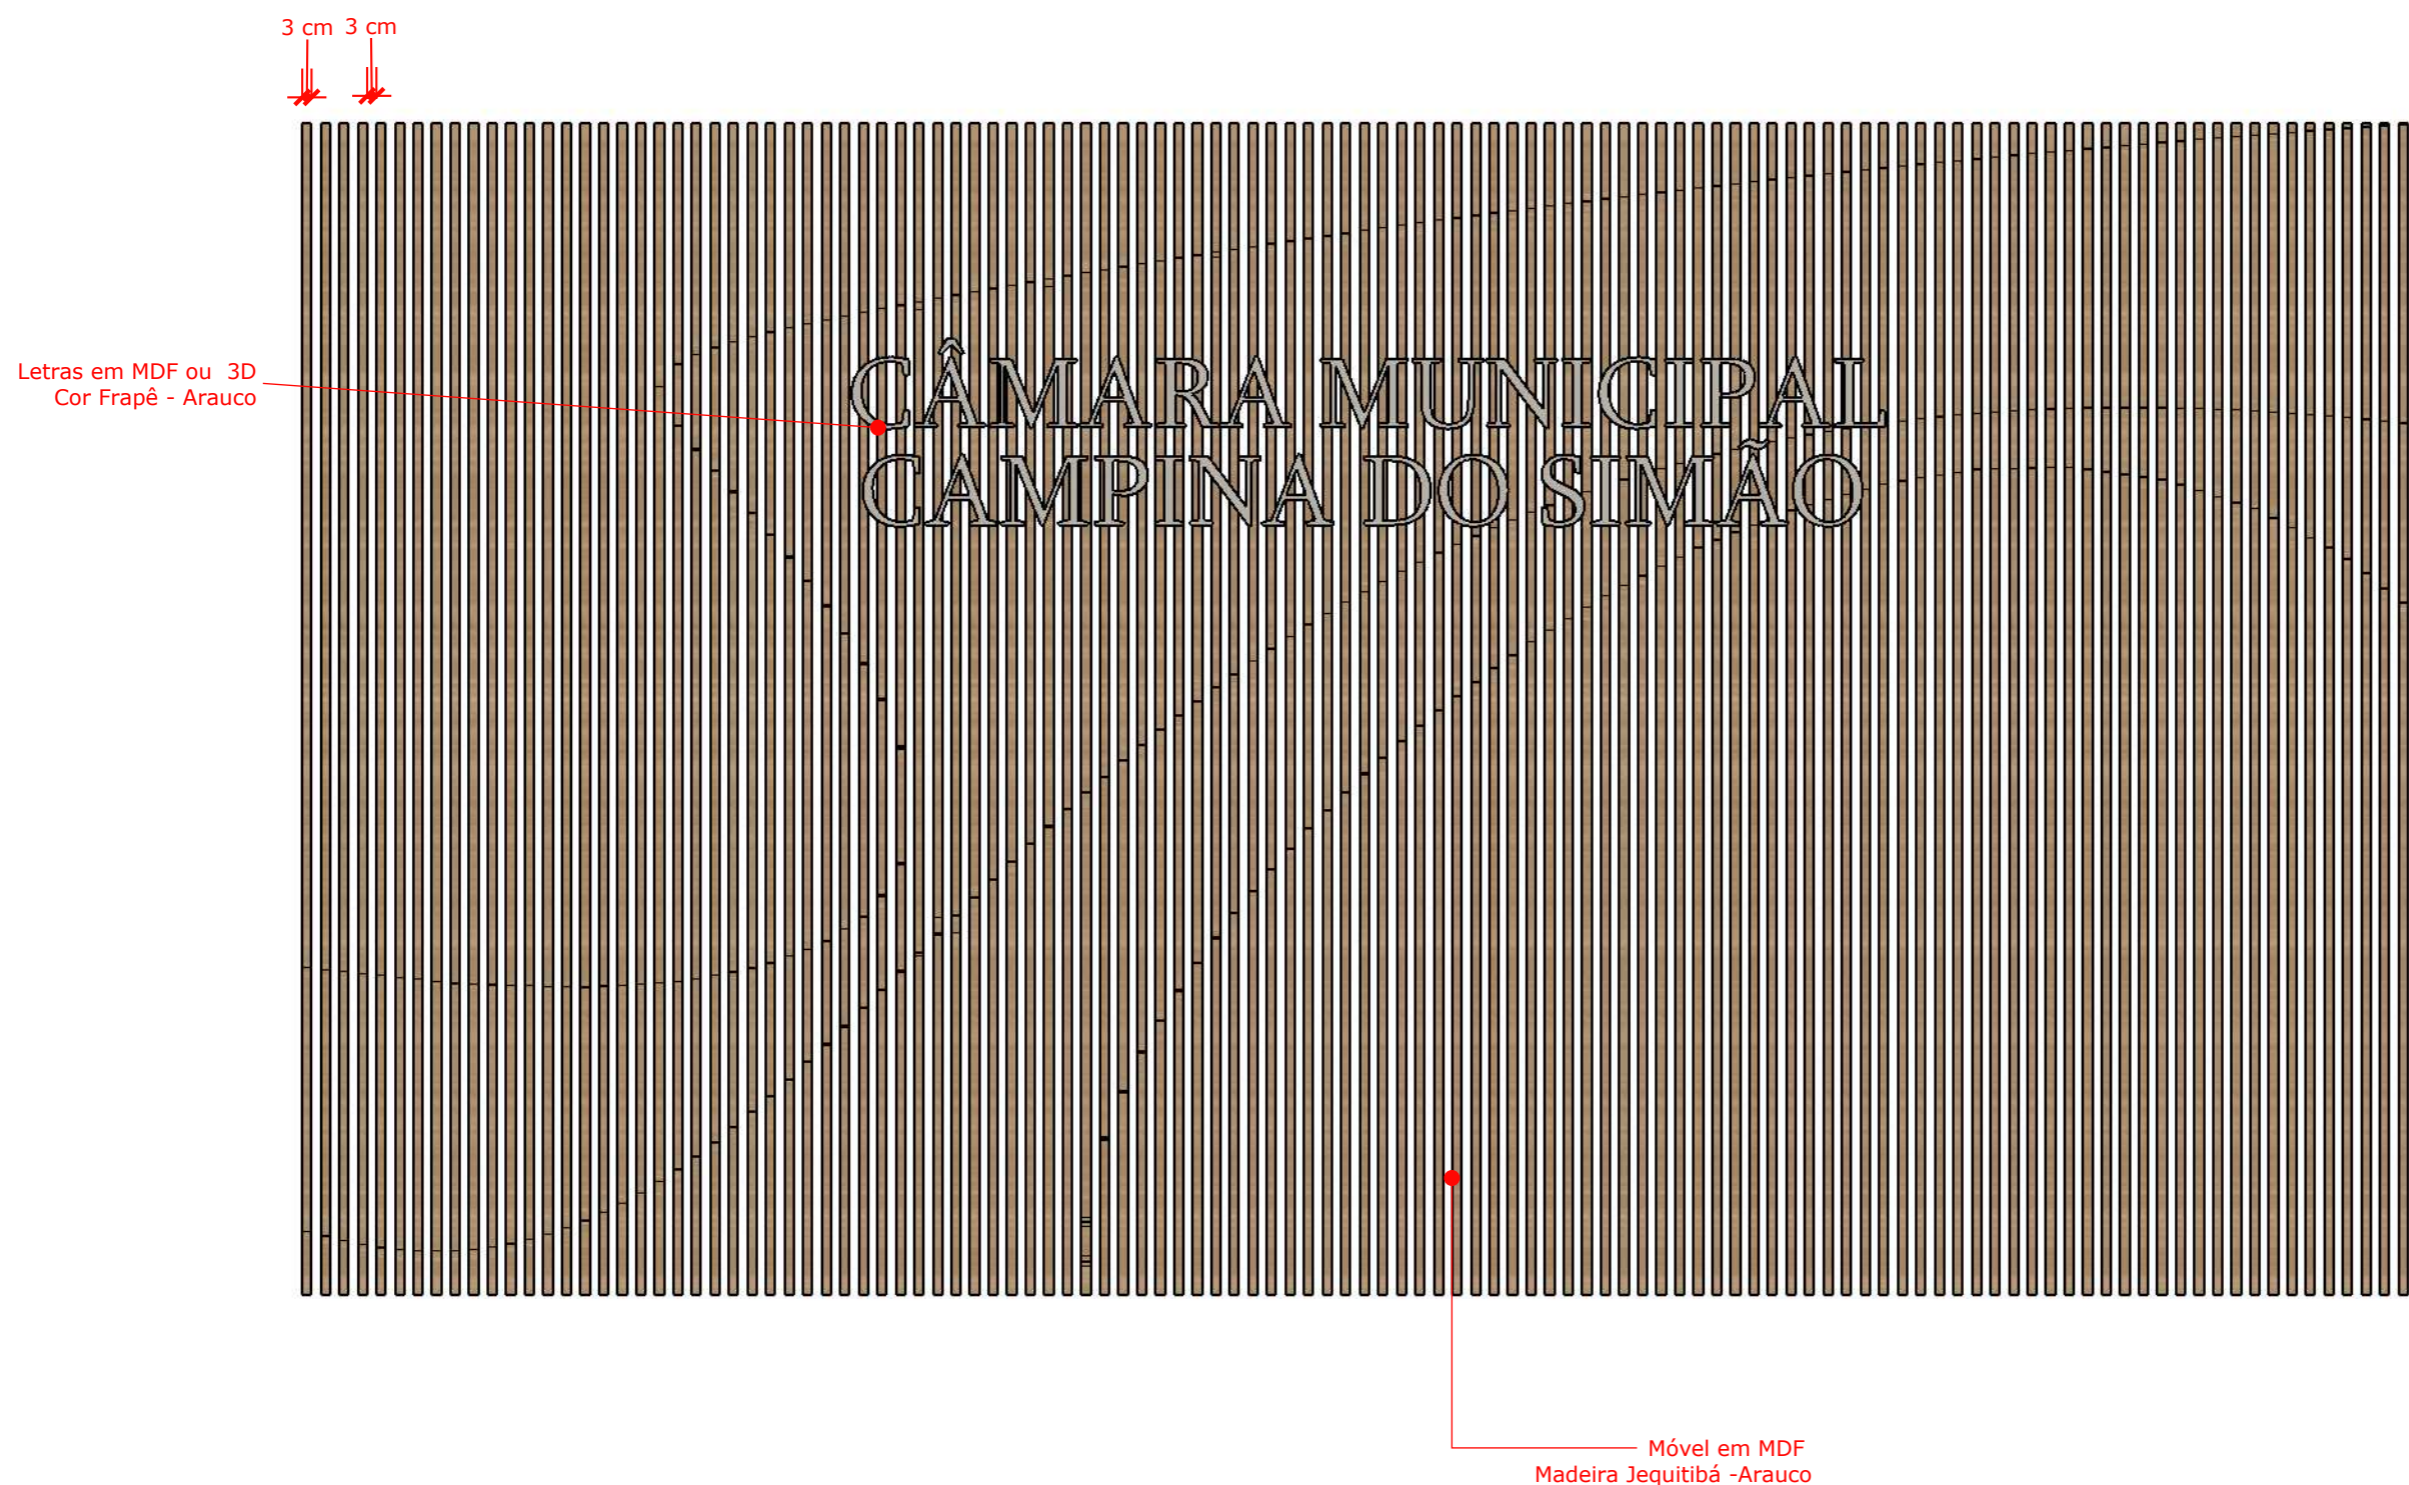 3 cm 3 cm
Letras em MDF ou 3D
Cor Frapê - Arauco
CÂMARA MUNICIPAL
CAMPINA DO SIMÃO
Móvel em MDF
Madeira Jequitibá -Arauco